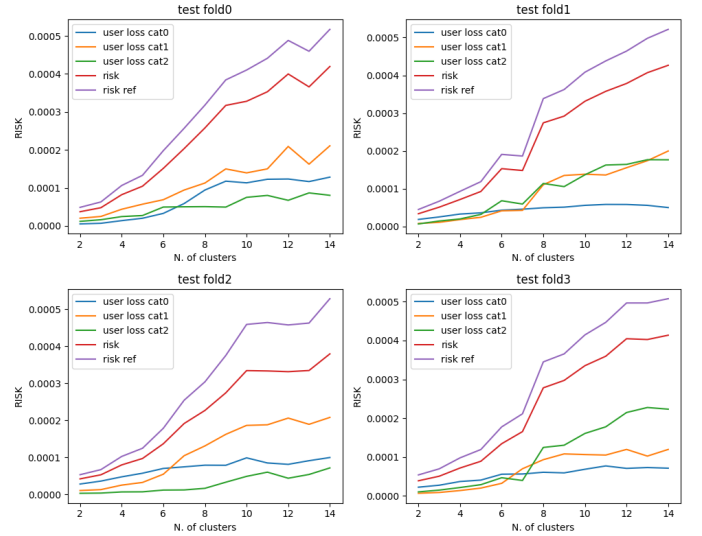 test fold0
RISK
0.0005
0.0004
0.0003
0.0002
0.0001
0.0000
user loss cat0
user loss cat1
user loss cat2
risk
risk ref
2 4 6 8 10 12 14
N. of clusters
test fold1
RISK
0.0005
0.0004
0.0003
0.0002
0.0001
0.0000
user loss cat0
user loss cat1
user loss cat2
risk
risk ref
2 4 6 8 10 12 14
N. of clusters
test fold2
RISK
0.0005
0.0004
0.0003
0.0002
0.0001
0.0000
user loss cat0
user loss cat1
user loss cat2
risk
risk ref
2 4 6 8 10 12 14
N. of clusters
test fold3
RISK
0.0005
0.0004
0.0003
0.0002
0.0001
0.0000
user loss cat0
user loss cat1
user loss cat2
risk
risk ref
2 4 6 8 10 12 14
N. of clusters